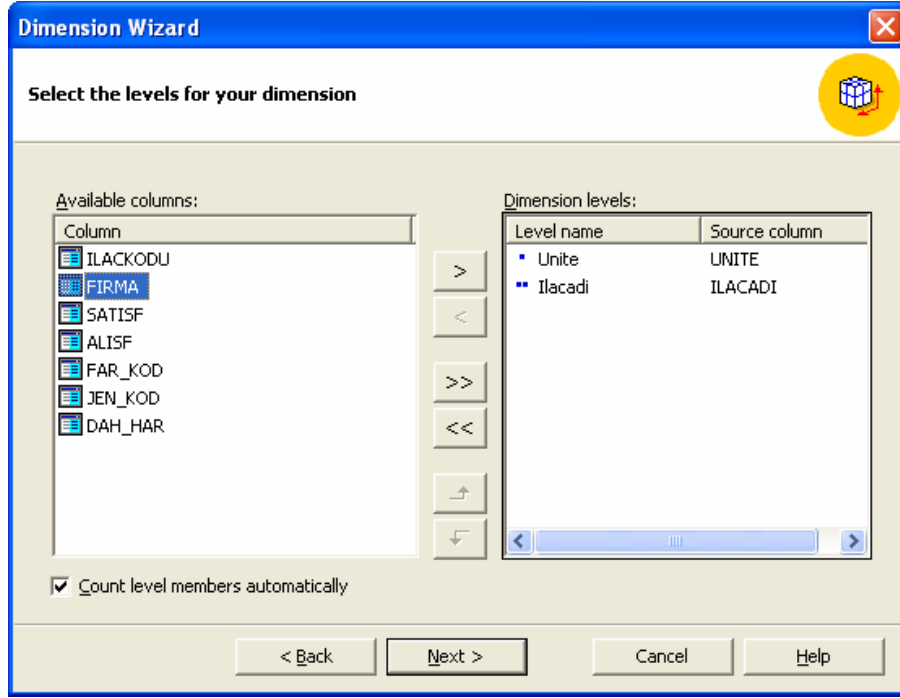 Dimension Wizard
Select the levels for your dimension
Available columns:
Column
ILACKODU
FIRMA
SATISF
ALISF
FAR_KOD
JEN_KOD
DAH_HAR
>
<
>>
<<
Dimension levels:
Level name Source column
Unite UNITE
Ilacadi ILACADI
Count level members automatically
< Back Next > Cancel Help